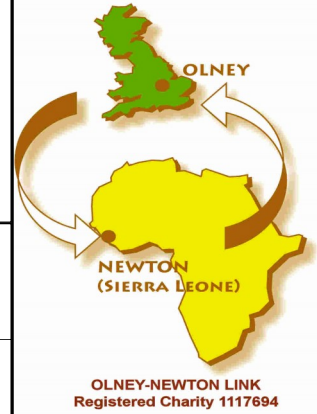 OLNEY
NEWTON
(SIERRA LEONE)
OLNEY-NEWTON LINK
Registered Charity 1117694